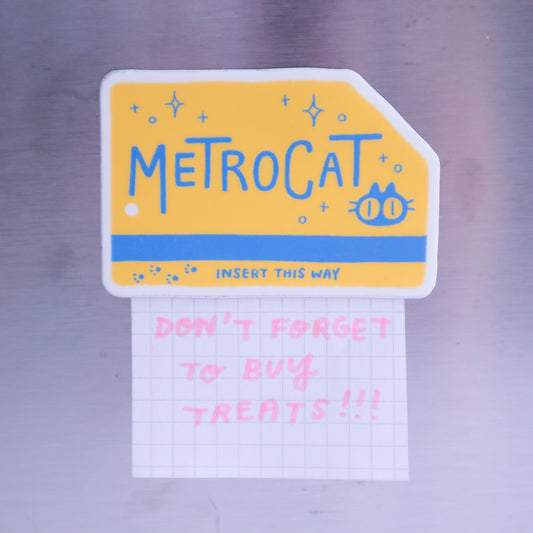 METROCAT
INSERT THIS WAY
DON'T FORGET
TO BUY
TREATS!!!